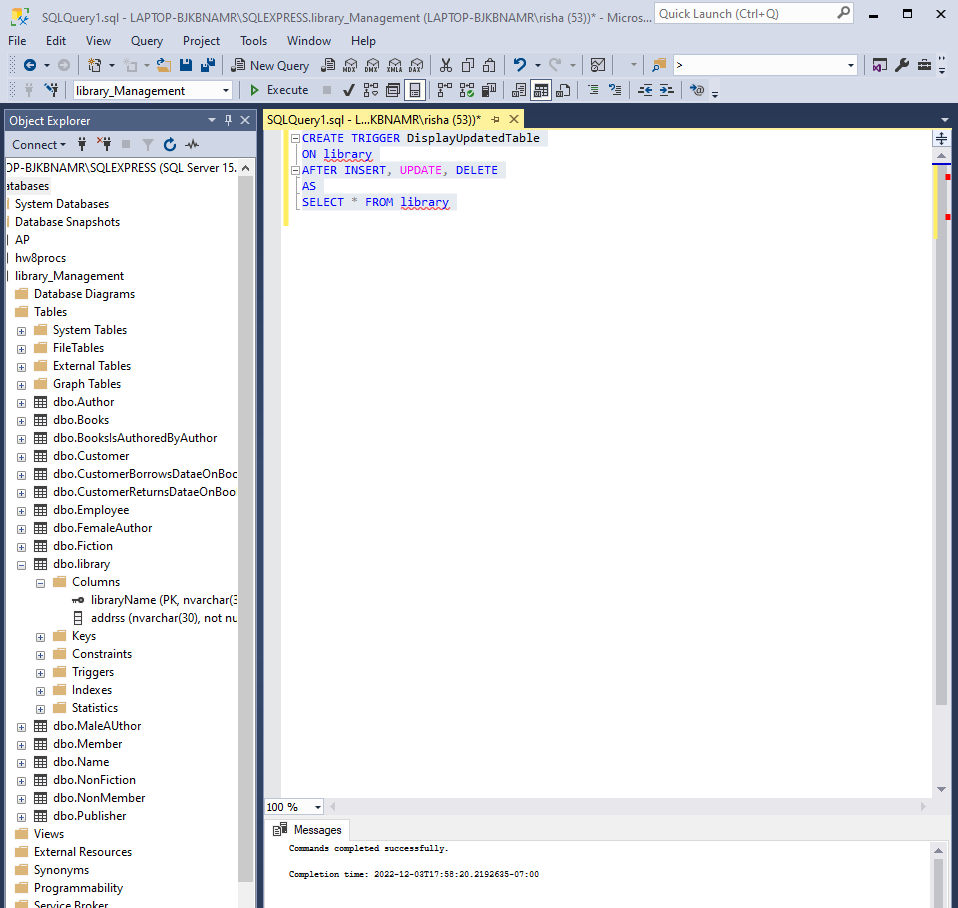 SQLQuery1.sql - LAPTOP-BJKBNAMR\SQLEXPRESS.library_Management (LAPTOP-BJKBNAMR\risha (53))* - Micros...
Quick Launch (Ctrl+Q)
File Edit View Query Project Tools Window Help
New Query MDX DMX XMLA DAX >
library_Management Execute
Object Explorer
SQLQuery1.sql - L...KBNAMR\risha (53))*
Connect
DP-BJKBNAMR\SQLEXPRESS (SQL Server 15.
atabases
System Databases
Database Snapshots
AP
hw8procs
library_Management
Database Diagrams
Tables
System Tables
FileTables
External Tables
Graph Tables
dbo.Author
dbo.Books
dbo.BooksIsAuthoredByAuthor
dbo.Customer
dbo.CustomerBorrowsDataeOnBoo
dbo.CustomerReturnsDataeOnBoo
dbo.Employee
dbo.FemaleAuthor
dbo.Fiction
dbo.library
Columns
libraryName (PK, nvarchar(3
addrss (nvarchar(30), not nu
Keys
Constraints
Triggers
Indexes
Statistics
dbo.MaleAUthor
dbo.Member
dbo.Name
dbo.NonFiction
dbo.NonMember
dbo.Publisher
Views
External Resources
Synonyms
Programmability
Service Broker
CREATE TRIGGER DisplayUpdatedTable
ON library
AFTER INSERT, UPDATE, DELETE
AS
SELECT * FROM library
100 %
Messages
Commands completed successfully.
Completion time: 2022-12-03T17:58:20.2192635-07:00